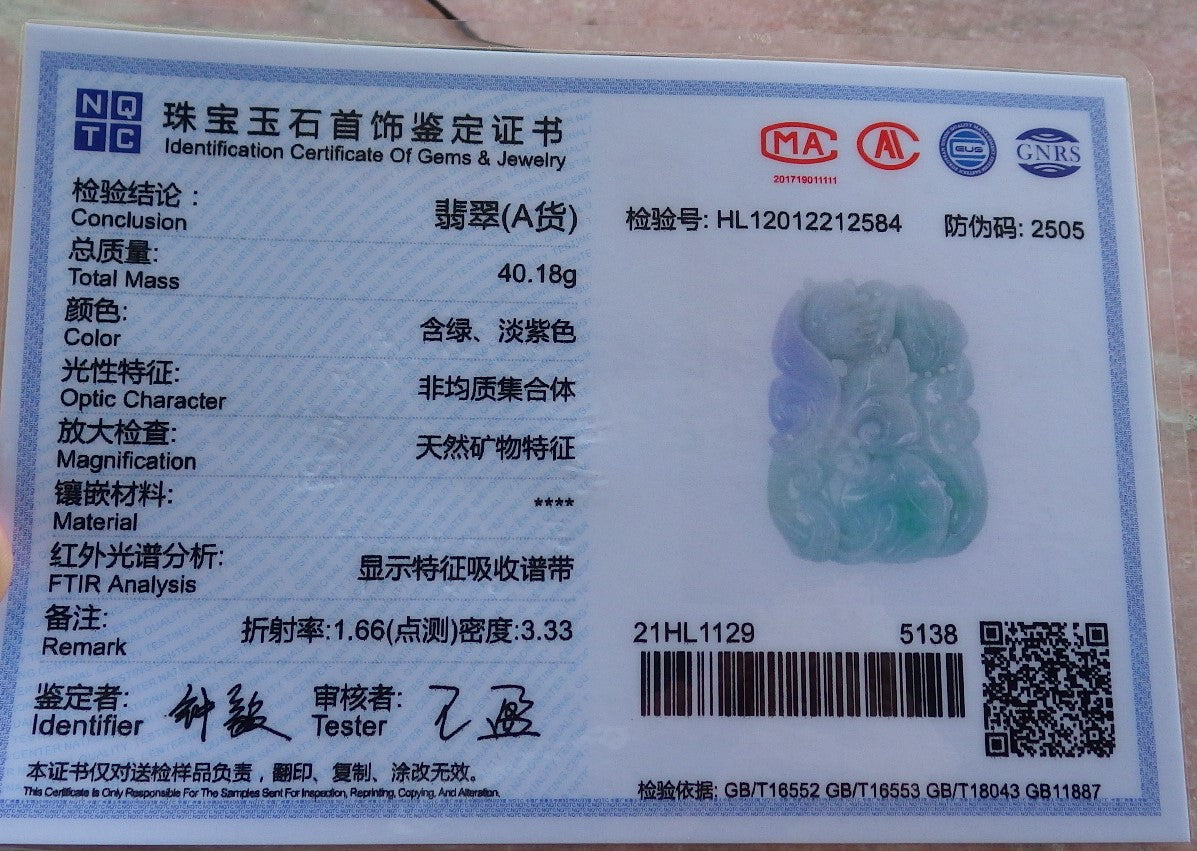 NQ
TC
珠宝玉石首饰鉴定证书
Identification Certificate Of Gems & Jewelry
检验结论：
Conclusion
翡翠(A货)
总质量:
Total Mass
40.18g
颜色:
Color
含绿、淡紫色
光性特征:
Optic Character
非均质集合体
放大检查:
Magnification
天然矿物特征
镶嵌材料:
Material
****
红外光谱分析:
FTIR Analysis
显示特征吸收谱带
备注:
Remark
折射率:1.66(点测)密度:3.33
鉴定者:
Identifier
审核者:
Tester
本证书仅对送检样品负责，翻印、复制、涂改无效。
This Certificate Is Only Responsible For The Samples Sent For Inspection, Reprinting, Copying, And Alteration.
MA
201719011111
GNRS
检验号: HL12012212584
防伪码: 2505
21HL1129
5138
检验依据: GB/T16552 GB/T16553 GB/T18043 GB11887